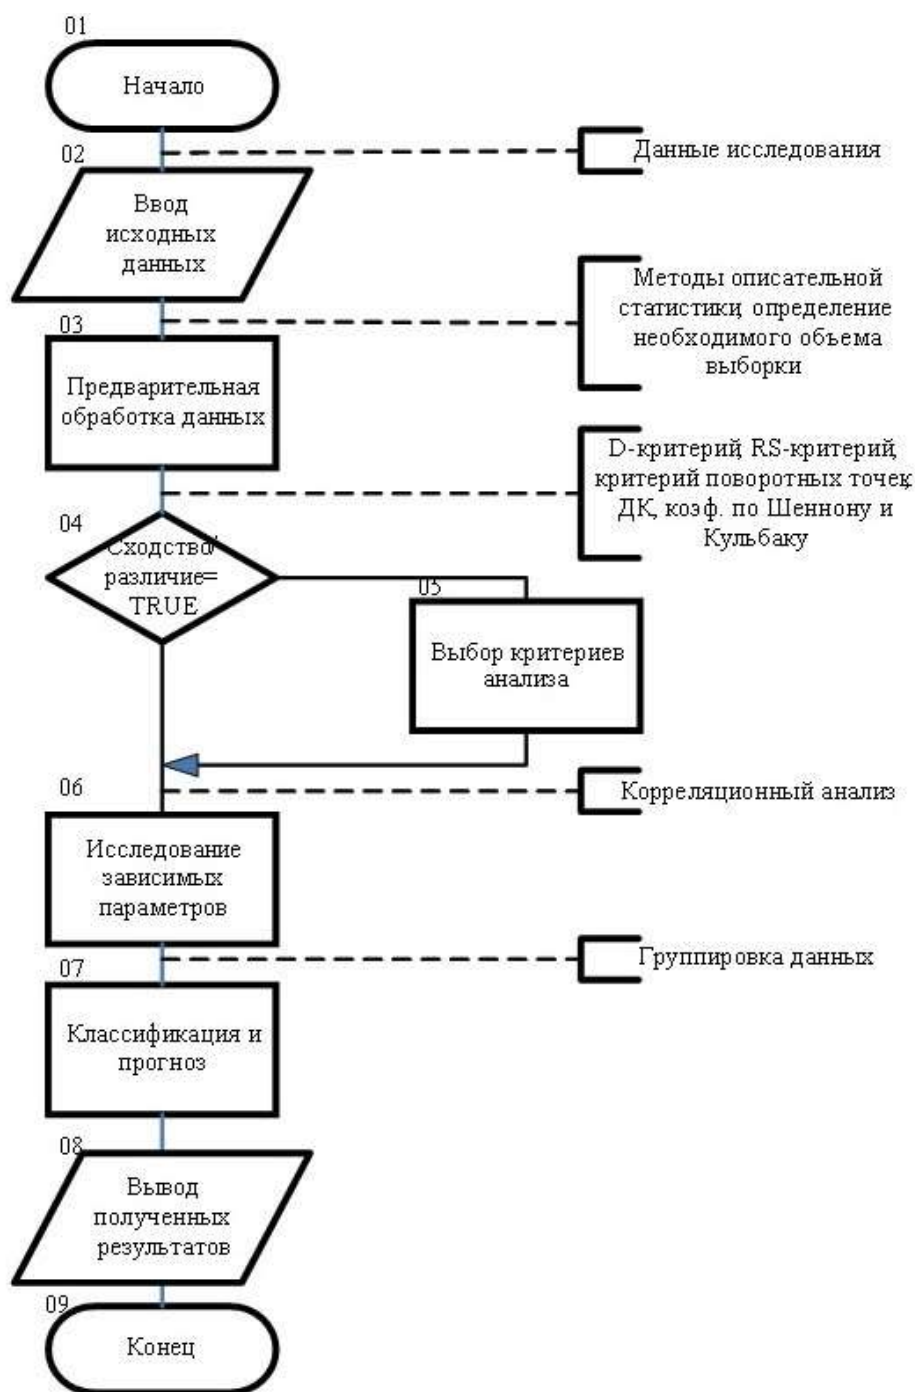 01
Начало
Данные исследования
02
Ввод
исходных
данных
Методы описательной
статистики, определение
необходимого объема
выборки
03
Предварительная
обработка данных
D-критерий, RS-критерий,
критерий поворотных точек,
ДК, коэф. по Шеннону и
Кульбаку
04
Сходство/
различие=
TRUE
05
Выбор критериев
анализа
Корреляционный анализ
06
Исследование
зависимых
параметров
Группировка данных
07
Классификация и
прогноз
08
Вывод
полученных
результатов
09
Конец